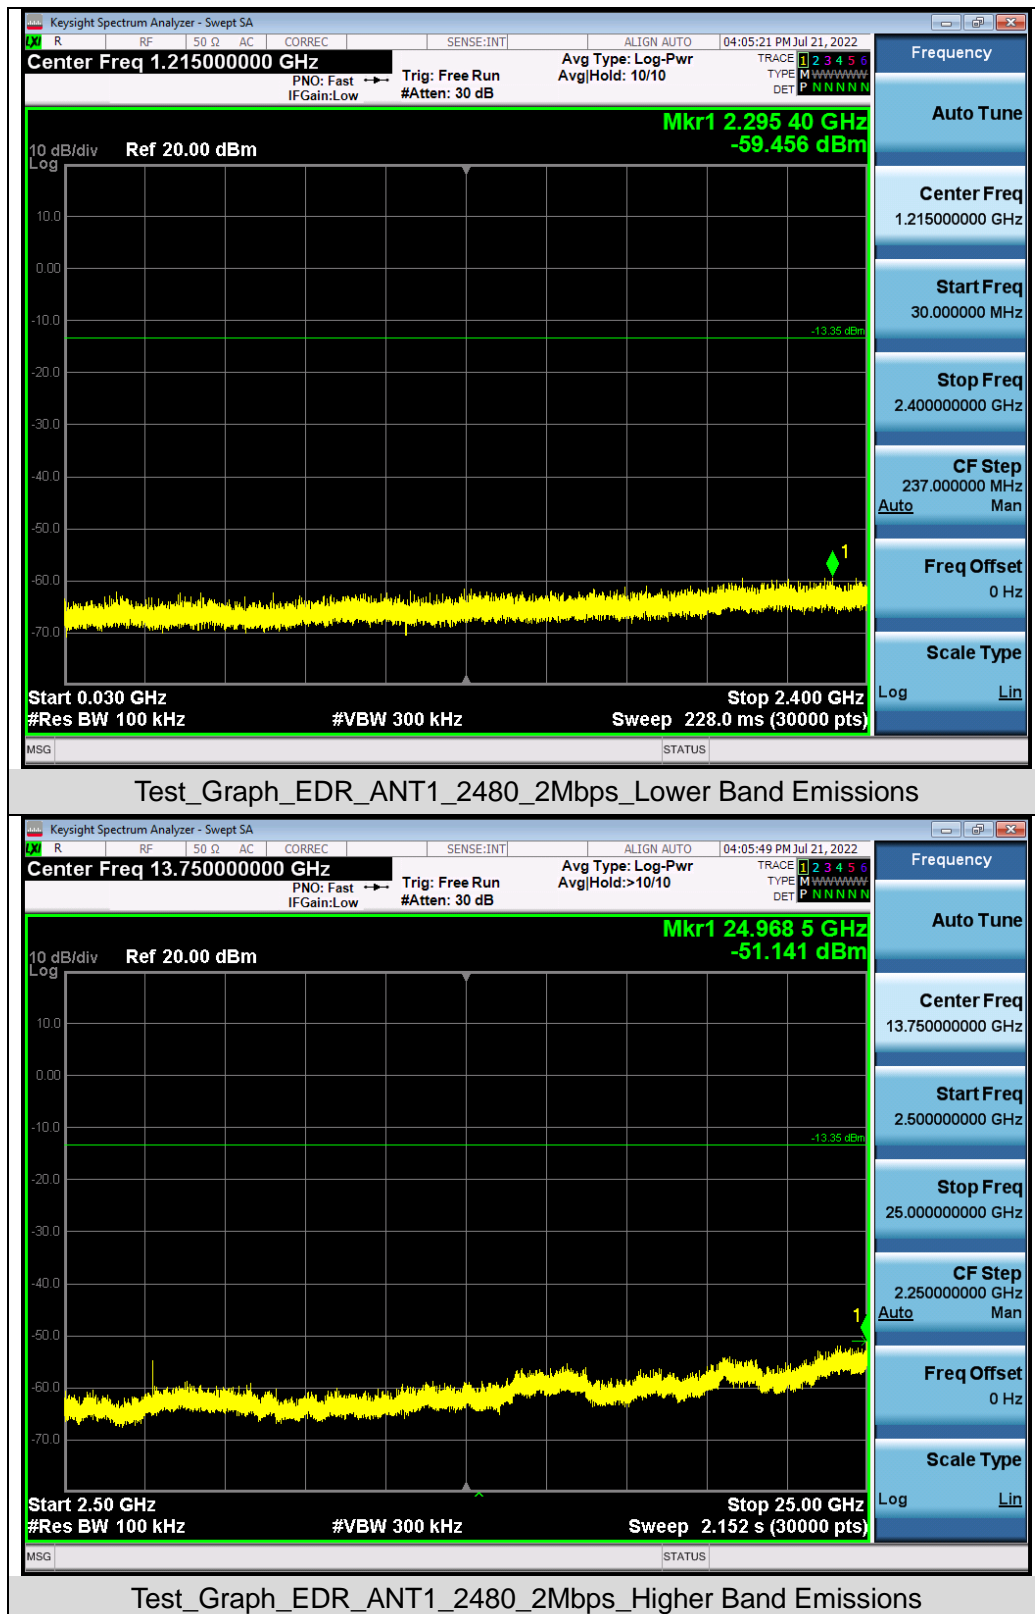 Keysight Spectrum Analyzer - Swept SA
LXI R RF 50 Ω AC CORREC SENSE:INT ALIGN AUTO 04:05:21 PM Jul 21, 2022
Center Freq 1.215000000 GHz
PNO: Fast
IFGain:Low
Trig: Free Run
#Atten: 30 dB
Avg Type: Log-Pwr
Avg|Hold: 10/10
TRACE 1 2 3 4 5 6
TYPE M W W W W W
DET P N N N N N
Mkr1 2.295 40 GHz
-59.456 dBm
10 dB/div Ref 20.00 dBm
Log
10.0
0.00
-10.0
-13.35 dBm
-20.0
-30.0
-40.0
-50.0
1
-60.0
-70.0
Start 0.030 GHz Stop 2.400 GHz
#Res BW 100 kHz #VBW 300 kHz Sweep 228.0 ms (30000 pts)
MSG STATUS
Frequency
Auto Tune
Center Freq
1.215000000 GHz
Start Freq
30.000000 MHz
Stop Freq
2.400000000 GHz
CF Step
237.000000 MHz
Auto Man
Freq Offset
0 Hz
Scale Type
Log Lin
Test_Graph_EDR_ANT1_2480_2Mbps_Lower Band Emissions
Keysight Spectrum Analyzer - Swept SA
LXI R RF 50 Ω AC CORREC SENSE:INT ALIGN AUTO 04:05:49 PM Jul 21, 2022
Center Freq 13.750000000 GHz
PNO: Fast
IFGain:Low
Trig: Free Run
#Atten: 30 dB
Avg Type: Log-Pwr
Avg|Hold:>10/10
TRACE 1 2 3 4 5 6
TYPE M W W W W W
DET P N N N N N
Mkr1 24.968 5 GHz
-51.141 dBm
10 dB/div Ref 20.00 dBm
Log
10.0
0.00
-10.0
-13.35 dBm
-20.0
-30.0
-40.0
1
-50.0
-60.0
-70.0
Start 2.50 GHz Stop 25.00 GHz
#Res BW 100 kHz #VBW 300 kHz Sweep 2.152 s (30000 pts)
MSG STATUS
Frequency
Auto Tune
Center Freq
13.750000000 GHz
Start Freq
2.500000000 GHz
Stop Freq
25.000000000 GHz
CF Step
2.250000000 GHz
Auto Man
Freq Offset
0 Hz
Scale Type
Log Lin
Test_Graph_EDR_ANT1_2480_2Mbps_Higher Band Emissions